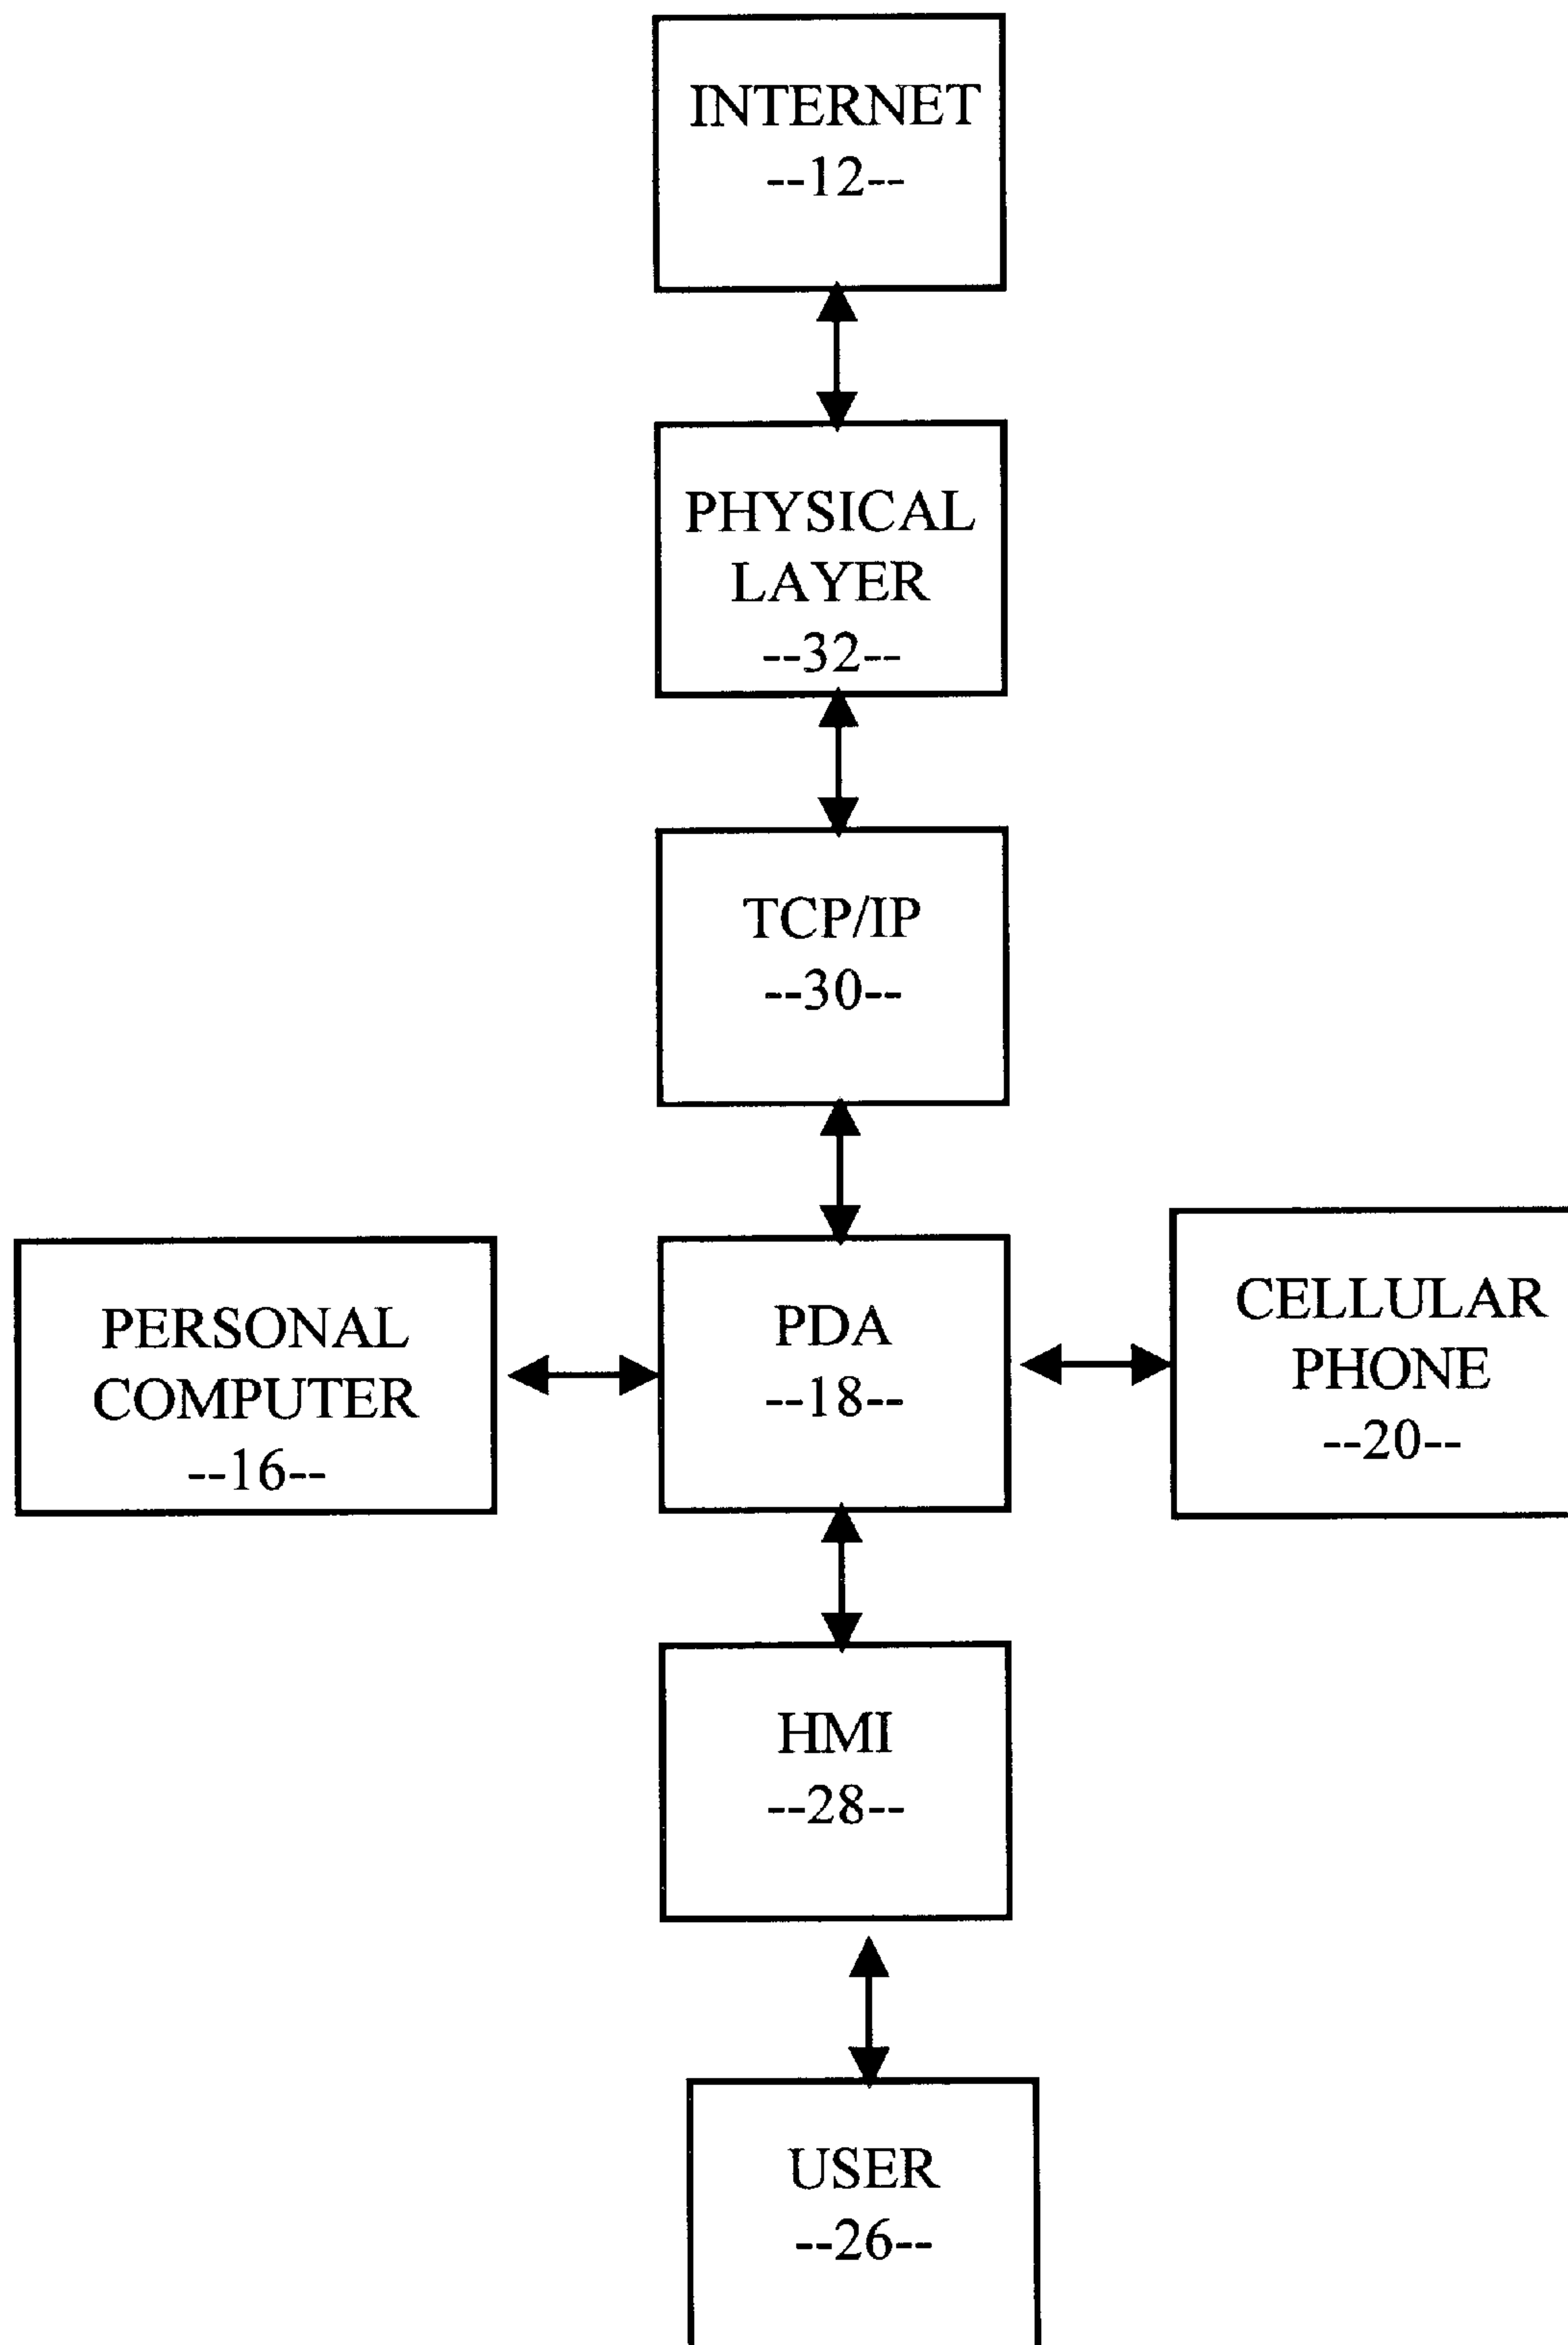 INTERNET
--12--
PHYSICAL
LAYER
--32--
TCP/IP
--30--
PERSONAL
COMPUTER
--16--
PDA
--18--
CELLULAR
PHONE
--20--
HMI
--28--
USER
--26--